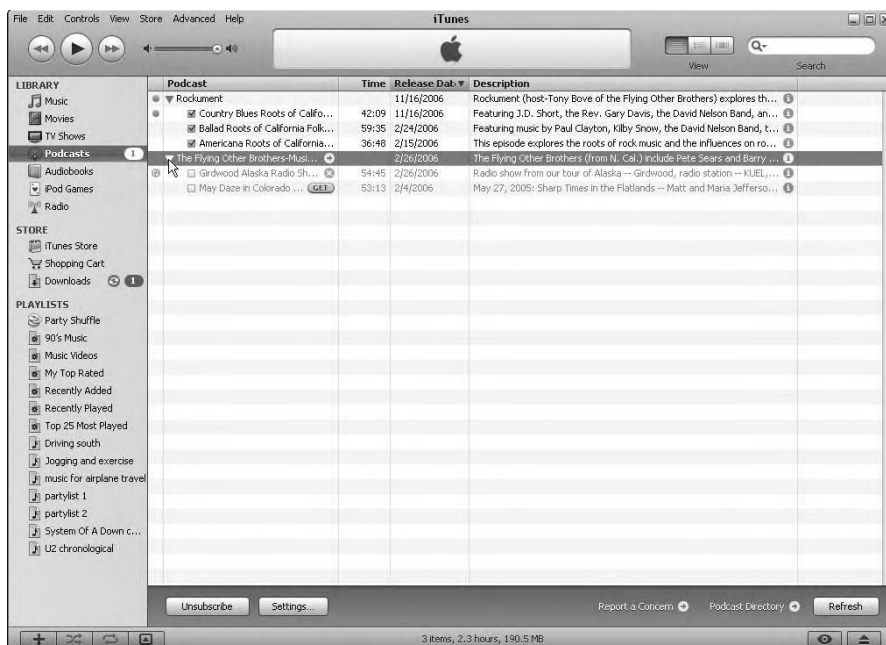 File Edit Controls View Store Advanced Help
iTunes
View
Search
LIBRARY
Music
Movies
TV Shows
Podcasts 1
Audiobooks
iPod Games
Radio
STORE
iTunes Store
Shopping Cart
Downloads 1
PLAYLISTS
Party Shuffle
90's Music
Music Videos
My Top Rated
Recently Added
Recently Played
Top 25 Most Played
Driving south
Jogging and exercise
music for airplane travel
partylist 1
partylist 2
System Of A Down c...
U2 chronological
Podcast Time Release Dat Description
Rockument 11/16/2006 Rockument (host-Tony Bove of the Flying Other Brothers) explores th...
Country Blues Roots of Califo... 42:09 11/16/2006 Featuring J.D. Short, the Rev. Gary Davis, the David Nelson Band, an...
Ballad Roots of California Folk... 59:35 2/24/2006 Featuring music by Paul Clayton, Kilby Snow, the David Nelson Band, t...
Americana Roots of California... 36:48 2/15/2006 This episode explores the roots of rock music and the influences on ro...
The Flying Other Brothers-Musi... 2/26/2006 The Flying Other Brothers (from N. Cal.) include Pete Sears and Barry ...
Girdwood Alaska Radio Sh... 54:45 2/26/2006 Radio show from our tour of Alaska -- Girdwood, radio station -- KUEL,...
May Daze in Colorado ... GET 53:13 2/4/2006 May 27, 2005: Sharp Times in the Flatlands -- Matt and Maria Jefferso...
Unsubscribe Settings... Report a Concern Podcast Directory Refresh
3 items, 2.3 hours, 190.5 MB